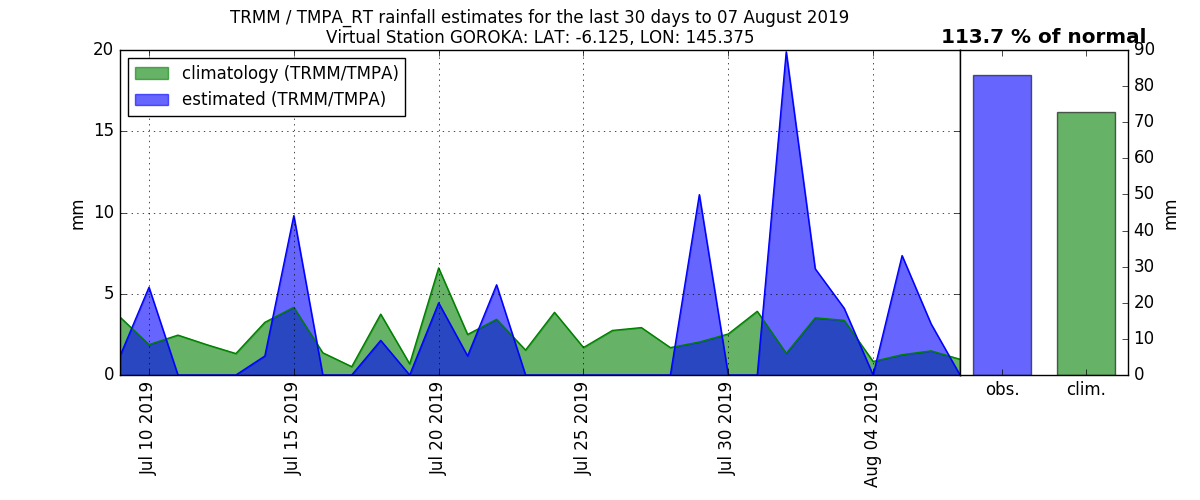 TRMM / TMPA_RT rainfall estimates for the last 30 days to 07 August 2019
Virtual Station GOROKA: LAT: -6.125, LON: 145.375
113.7 % of normal
climatology (TRMM/TMPA)
estimated (TRMM/TMPA)
mm
20
15
10
5
0
Jul 10 2019
Jul 15 2019
Jul 20 2019
Jul 25 2019
Jul 30 2019
Aug 04 2019
90
80
70
60
50
40
30
20
10
0
mm
obs.
clim.